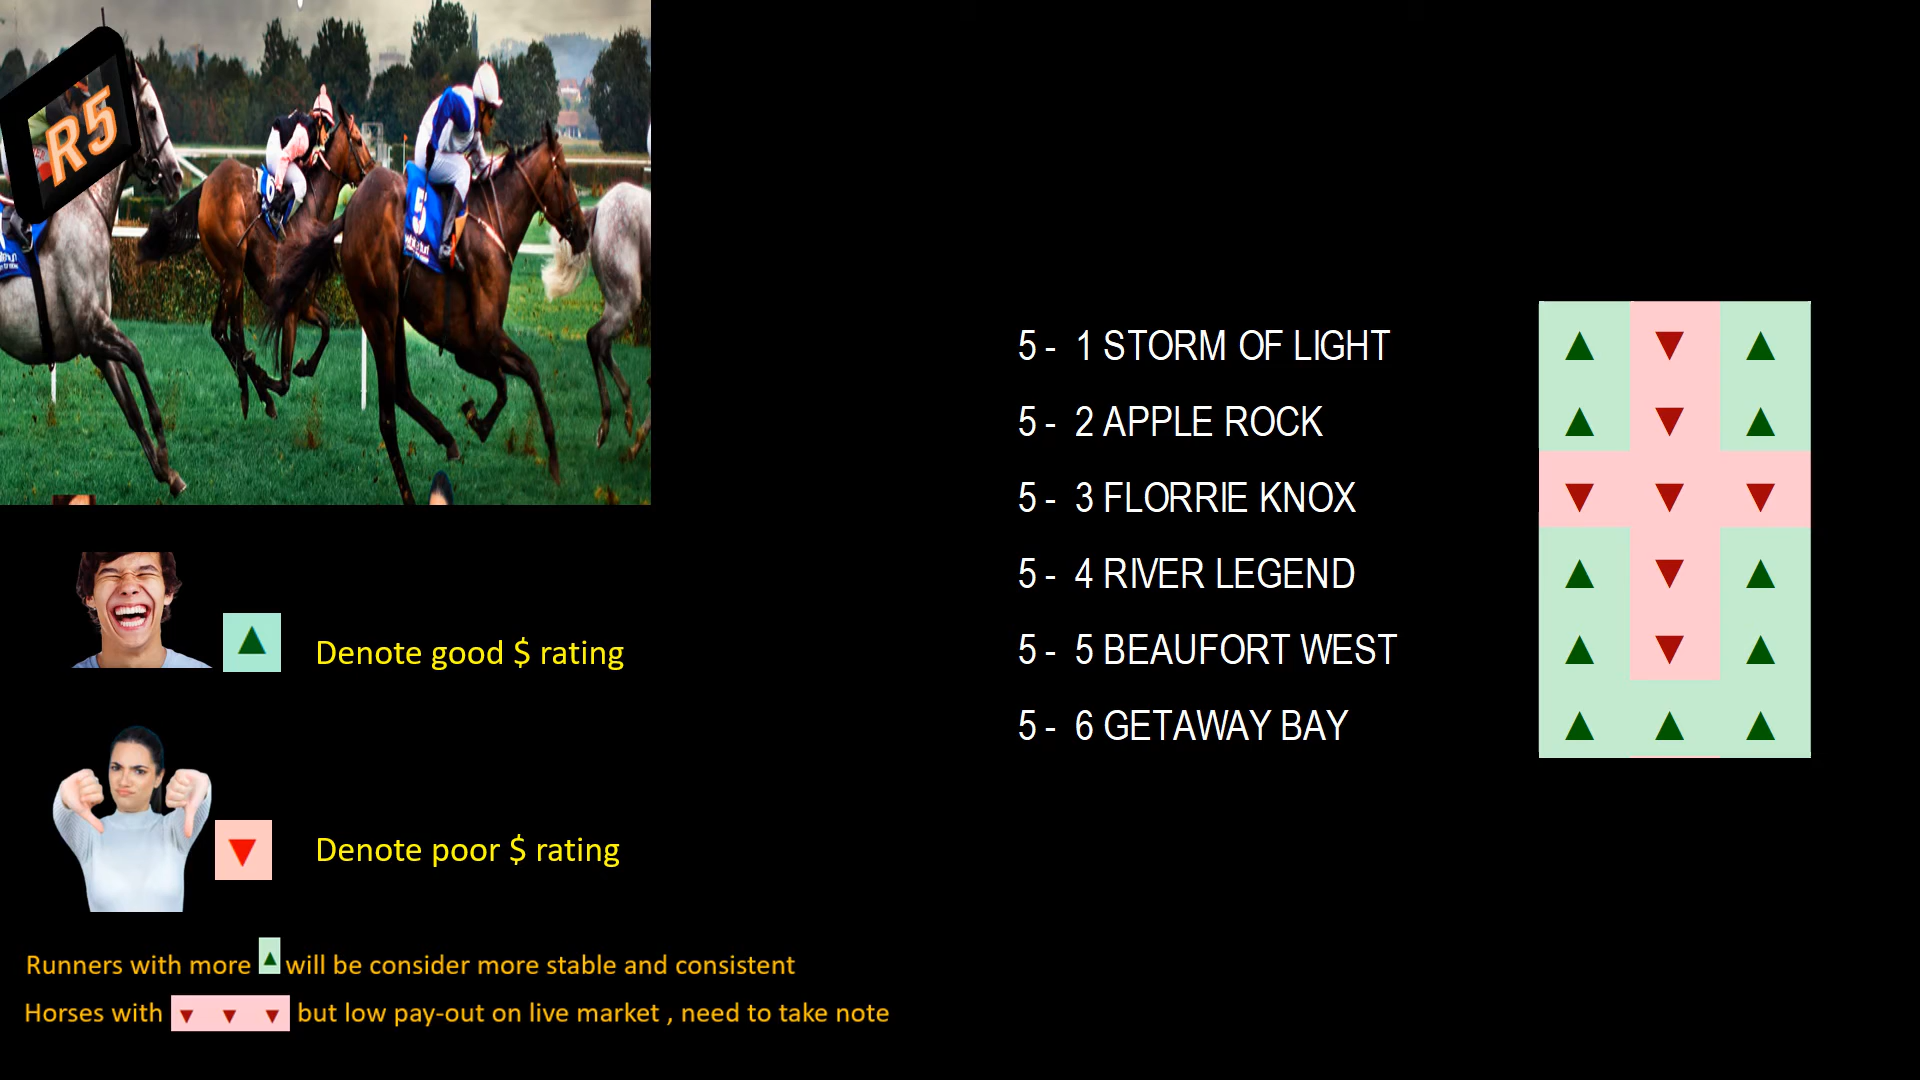 R5
6
5
5 - 1 STORM OF LIGHT ▲ ▼ ▲
5 - 2 APPLE ROCK ▲ ▼ ▲
5 - 3 FLORRIE KNOX ▼ ▼ ▼
5 - 4 RIVER LEGEND ▲ ▼ ▲
5 - 5 BEAUFORT WEST ▲ ▼ ▲
5 - 6 GETAWAY BAY ▲ ▲ ▲
▲ Denote good $ rating
▼ Denote poor $ rating
Runners with more ▲ will be consider more stable and consistent
Horses with ▼ ▼ ▼ but low pay-out on live market , need to take note